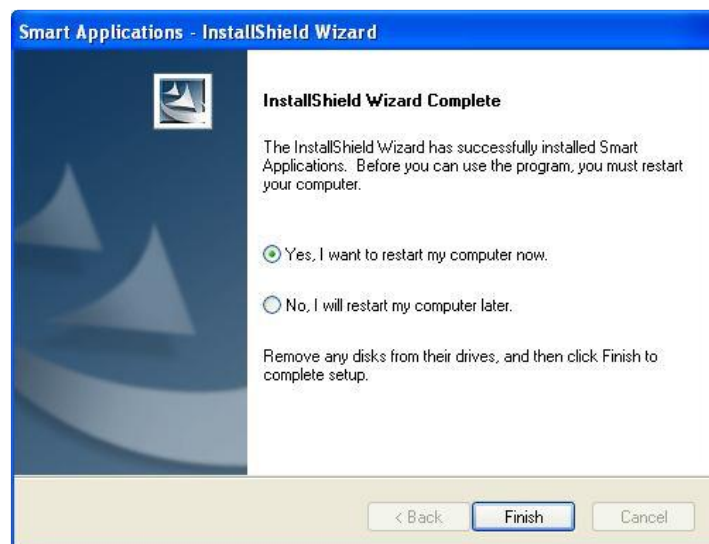 Smart Applications - InstallShield Wizard
InstallShield Wizard Complete
The InstallShield Wizard has successfully installed Smart
Applications. Before you can use the program, you must restart
your computer.
Yes, I want to restart my computer now.
No, I will restart my computer later.
Remove any disks from their drives, and then click Finish to
complete setup.
< Back Finish Cancel